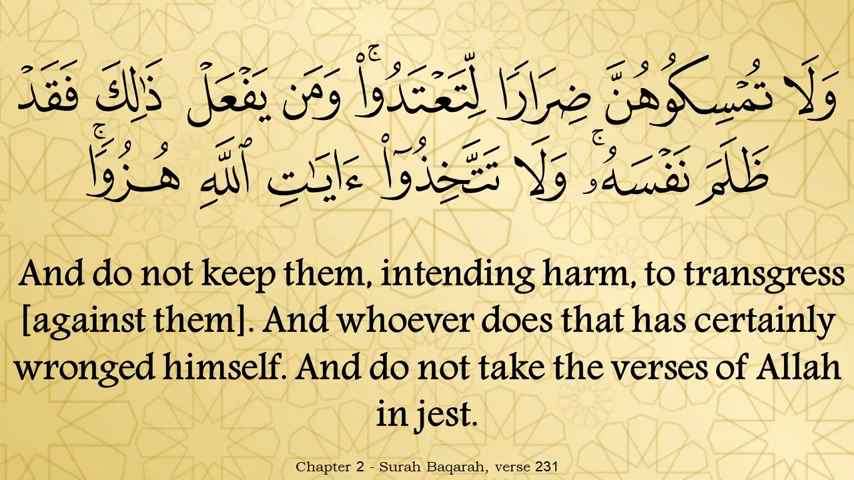 وَلَا تُمْسِكُوهُنَّ ضِرَارًا لِّتَعْتَدُوا۟ ۚ وَمَن يَفْعَلْ ذَٰلِكَ فَقَدْ
ظَلَمَ نَفْسَهُۥ ۚ وَلَا تَتَّخِذُوٓا۟ ءَايَـٰتِ ٱللَّهِ هُزُوًا ۚ
And do not keep them, intending harm, to transgress
[against them]. And whoever does that has certainly
wronged himself. And do not take the verses of Allah
in jest.
Chapter 2 - Surah Baqarah, verse 231